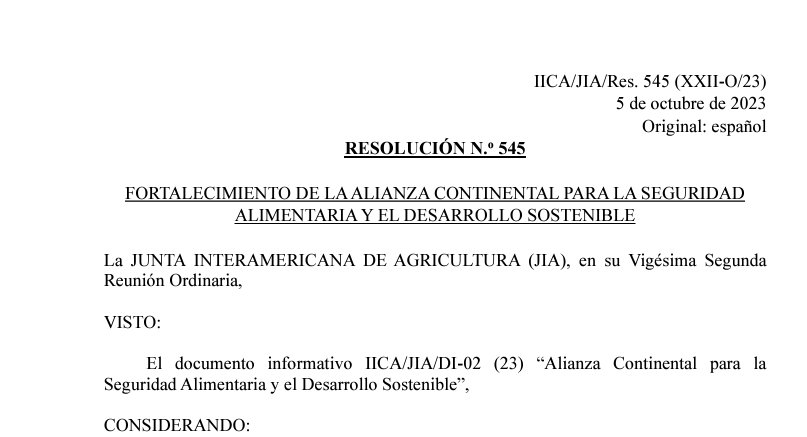 IICA/JIA/Res. 545 (XXII-O/23)
5 de octubre de 2023
Original: español
RESOLUCIÓN N.º 545
FORTALECIMIENTO DE LA ALIANZA CONTINENTAL PARA LA SEGURIDAD
ALIMENTARIA Y EL DESARROLLO SOSTENIBLE
La JUNTA INTERAMERICANA DE AGRICULTURA (JIA), en su Vigésima Segunda
Reunión Ordinaria,
VISTO:
El documento informativo IICA/JIA/DI-02 (23) “Alianza Continental para la
Seguridad Alimentaria y el Desarrollo Sostenible”,
CONSIDERANDO: